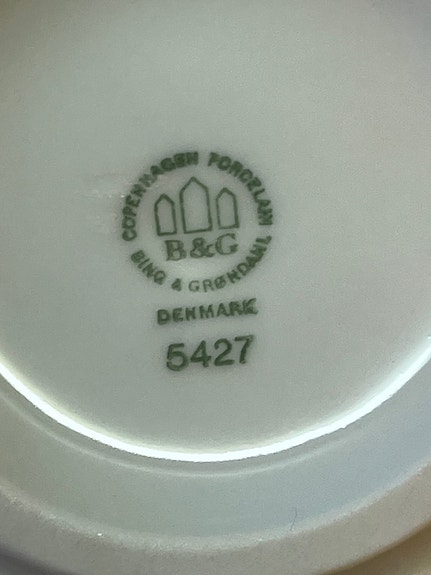 COPENHAGEN PORCELAIN
B&G
BING & GRØNDAHL
DENMARK
5427